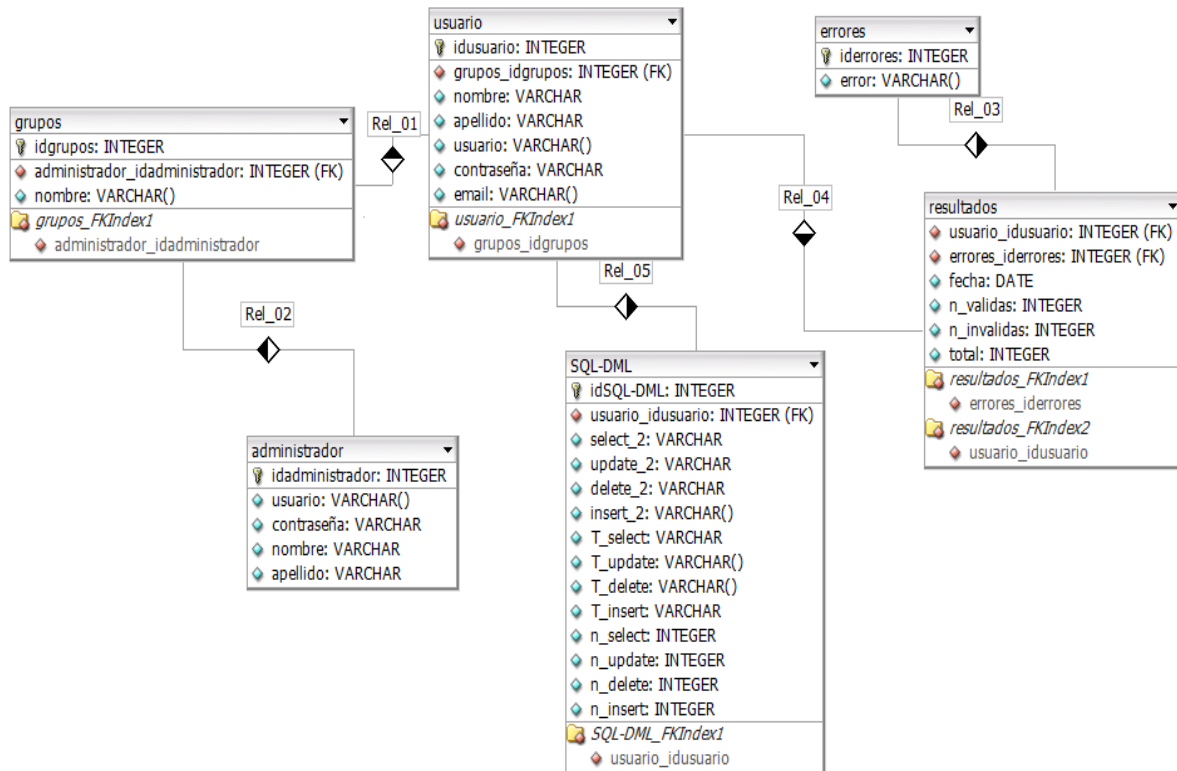 usuario
idusuario: INTEGER
grupos_idgrupos: INTEGER (FK)
nombre: VARCHAR
apellido: VARCHAR
usuario: VARCHAR()
contraseña: VARCHAR
email: VARCHAR()
usuario_FKIndex1
grupos_idgrupos
errores
iderrores: INTEGER
error: VARCHAR()
Rel_03
Rel_01
grupos
idgrupos: INTEGER
administrador_idadministrador: INTEGER (FK)
nombre: VARCHAR()
grupos_FKIndex1
administrador_idadministrador
Rel_04
resultados
usuario_idusuario: INTEGER (FK)
errores_iderrores: INTEGER (FK)
fecha: DATE
n_validas: INTEGER
n_invalidas: INTEGER
total: INTEGER
resultados_FKIndex1
errores_iderrores
resultados_FKIndex2
usuario_idusuario
Rel_05
Rel_02
SQL-DML
idSQL-DML: INTEGER
usuario_idusuario: INTEGER (FK)
select_2: VARCHAR
update_2: VARCHAR
delete_2: VARCHAR
insert_2: VARCHAR()
T_select: VARCHAR
T_update: VARCHAR()
T_delete: VARCHAR()
T_insert: VARCHAR
n_select: INTEGER
n_update: INTEGER
n_delete: INTEGER
n_insert: INTEGER
SQL-DML_FKIndex1
usuario_idusuario
administrador
idadministrador: INTEGER
usuario: VARCHAR()
contraseña: VARCHAR
nombre: VARCHAR
apellido: VARCHAR